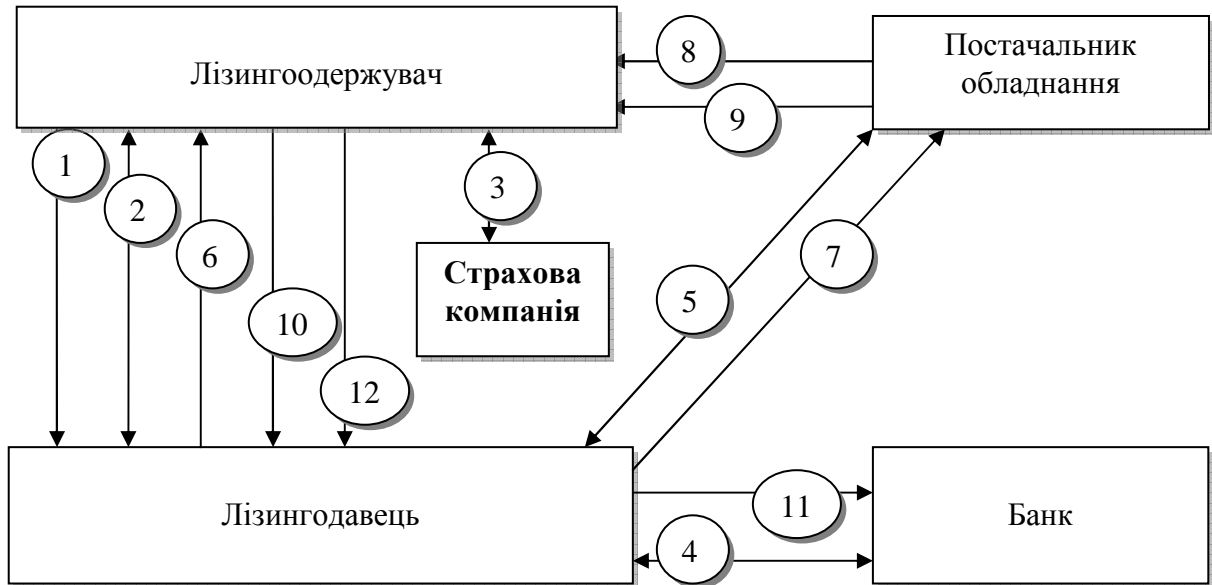 Лізингоодержувач
8
Постачальник
обладнання
9
1
2
3
6
Страхова
компанія
7
5
10
12
Лізингодавець
11
4
Банк